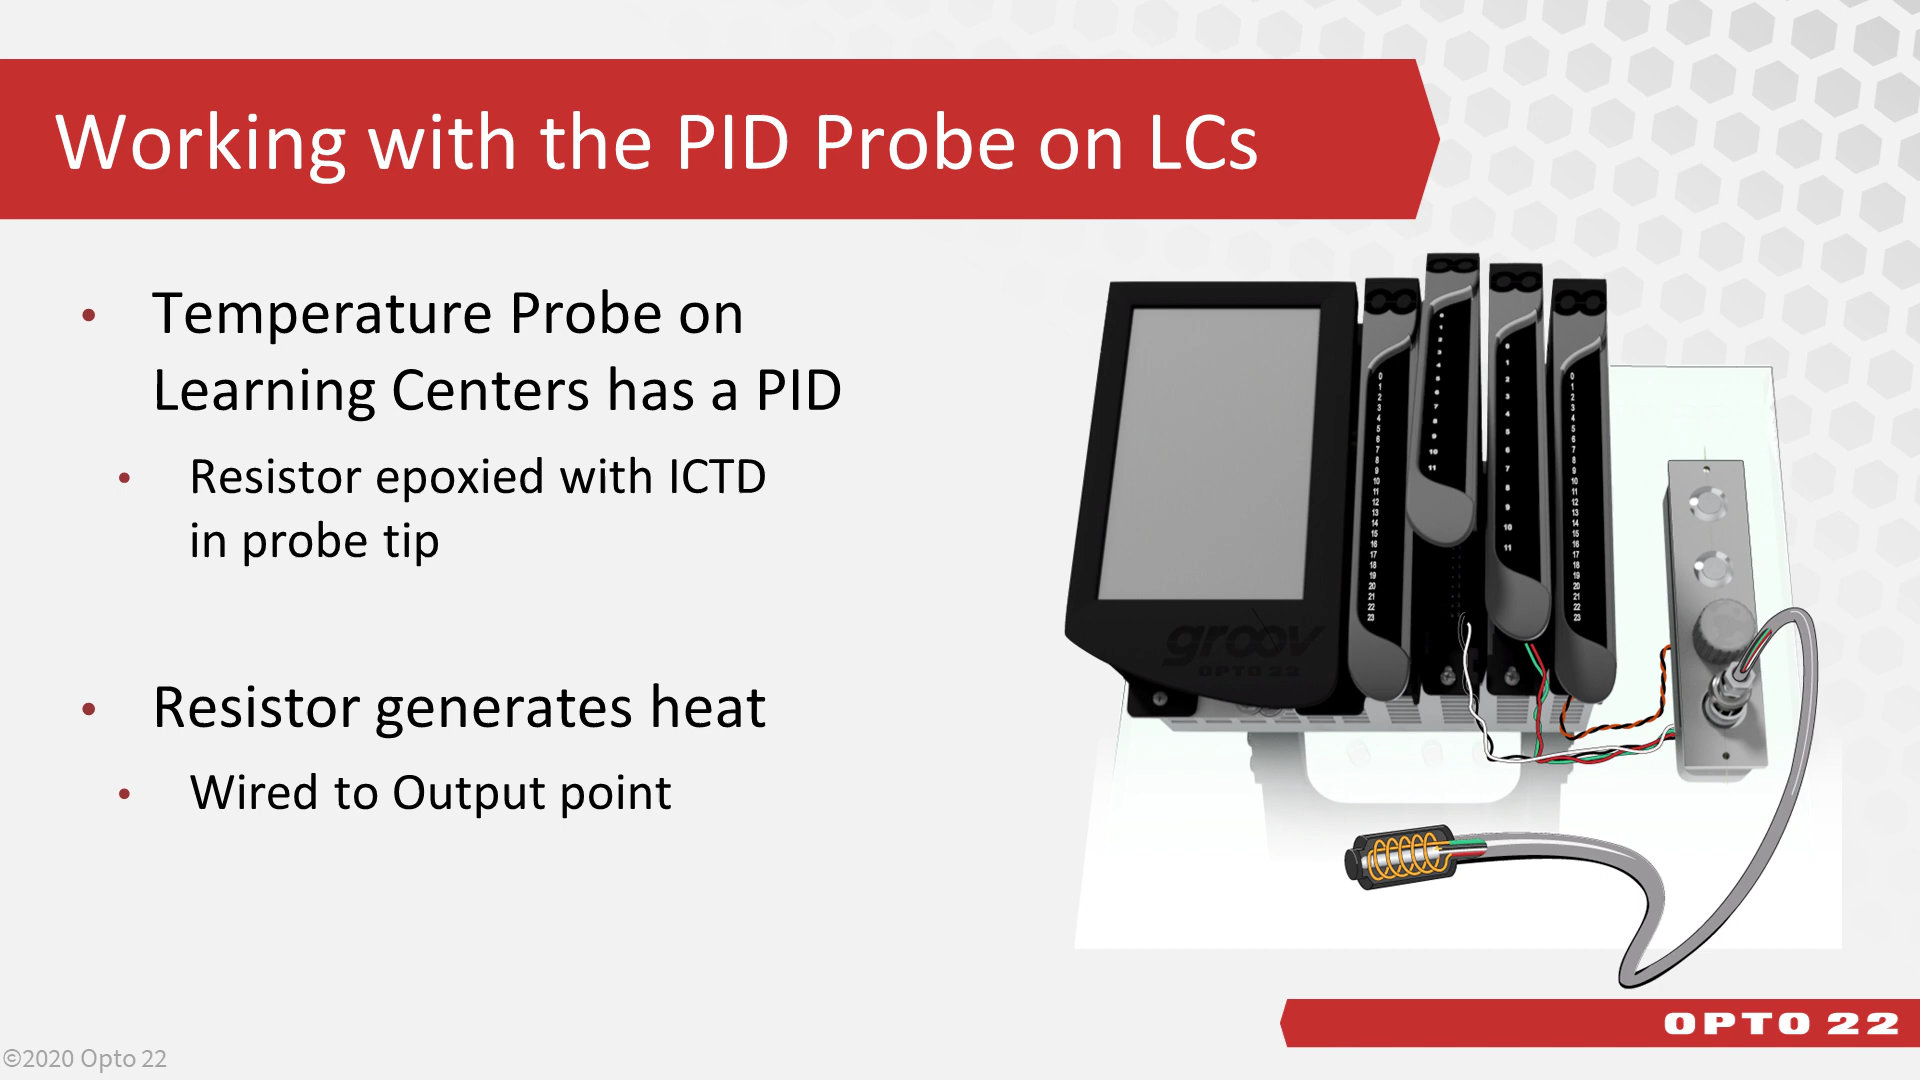 Working with the PID Probe on LCs
Temperature Probe on
Learning Centers has a PID
Resistor epoxied with ICTD
in probe tip
Resistor generates heat
Wired to Output point
groov
OPTO 22
©2020 Opto 22